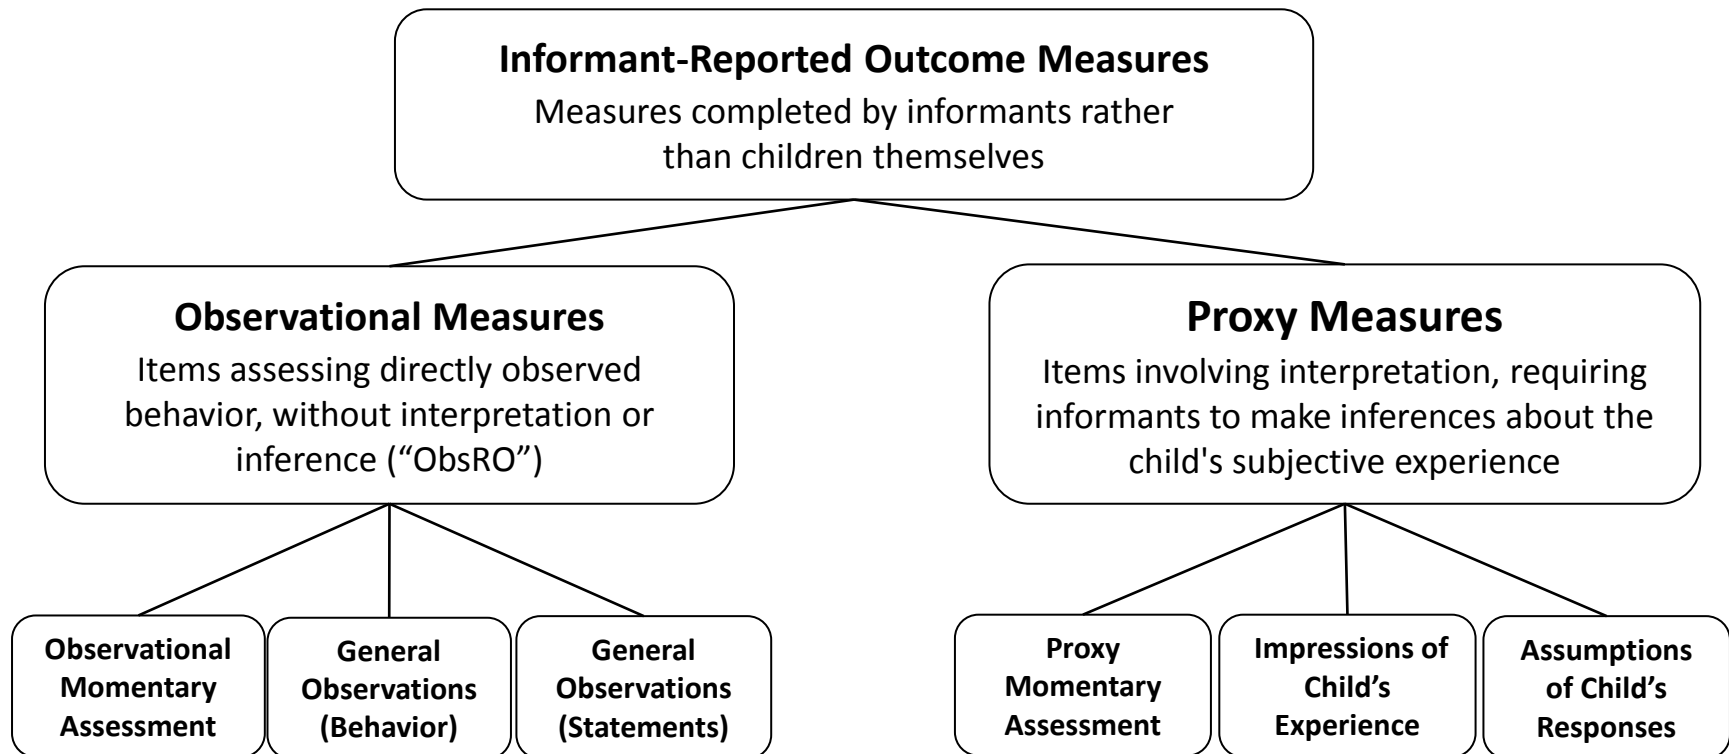 Informant-Reported Outcome Measures
Measures completed by informants rather
than children themselves
Observational Measures
Items assessing directly observed
behavior, without interpretation or
inference (“ObsRO”)
Proxy Measures
Items involving interpretation, requiring
informants to make inferences about the
child's subjective experience
Observational
Momentary
Assessment
General
Observations
(Behavior)
General
Observations
(Statements)
Proxy
Momentary
Assessment
Impressions of
Child’s
Experience
Assumptions
of Child’s
Responses